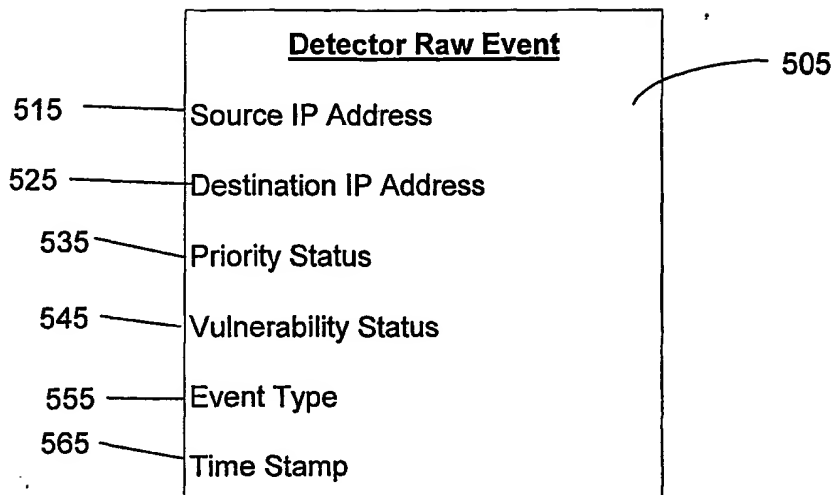 Detector Raw Event
505
515 Source IP Address
525 Destination IP Address
535 Priority Status
545 Vulnerability Status
555 Event Type
565 Time Stamp